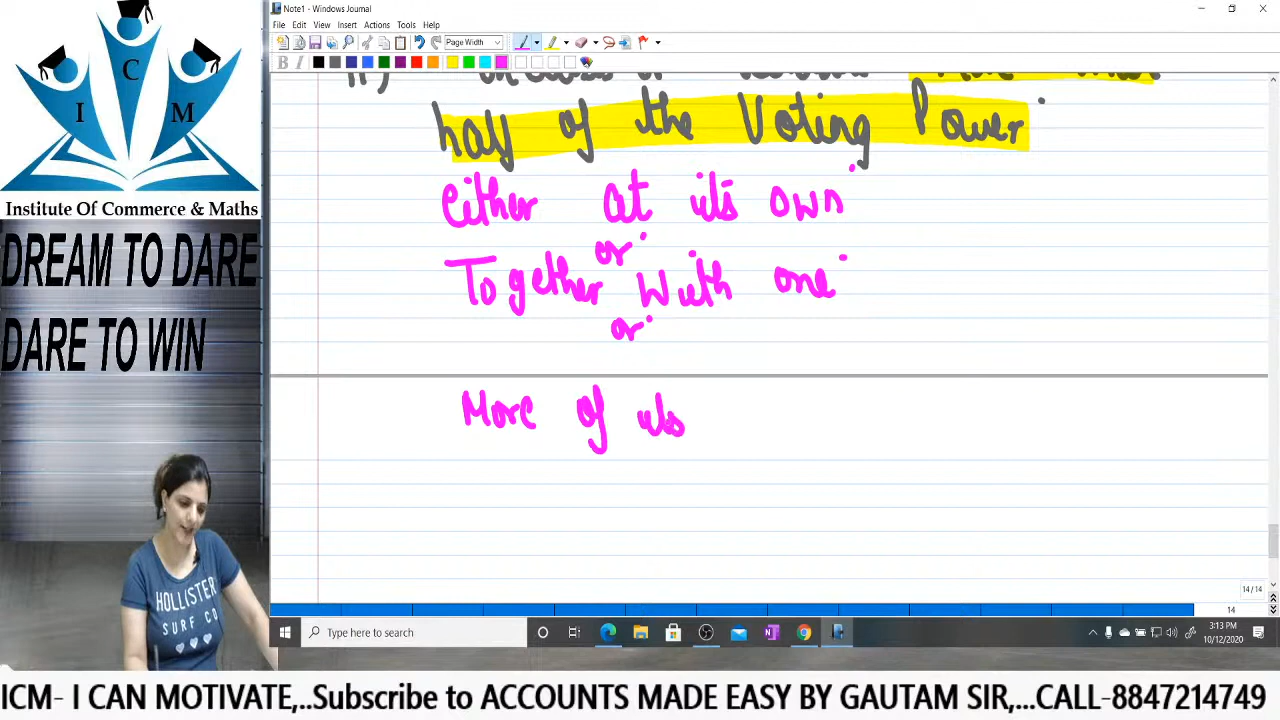 Note1 - Windows Journal
File Edit View Insert Actions Tools Help
Page Width
B I
half of the Voting Power
Either at its own
or
Together With one
or
More of its
14 / 14
14
I C M
Institute Of Commerce & Maths
DREAM TO DARE
DARE TO WIN
HOLLISTER
SURF CO
Type here to search
3:13 PM
10/12/2020
ICM- I CAN MOTIVATE,..Subscribe to ACCOUNTS MADE EASY BY GAUTAM SIR,...CALL-8847214749